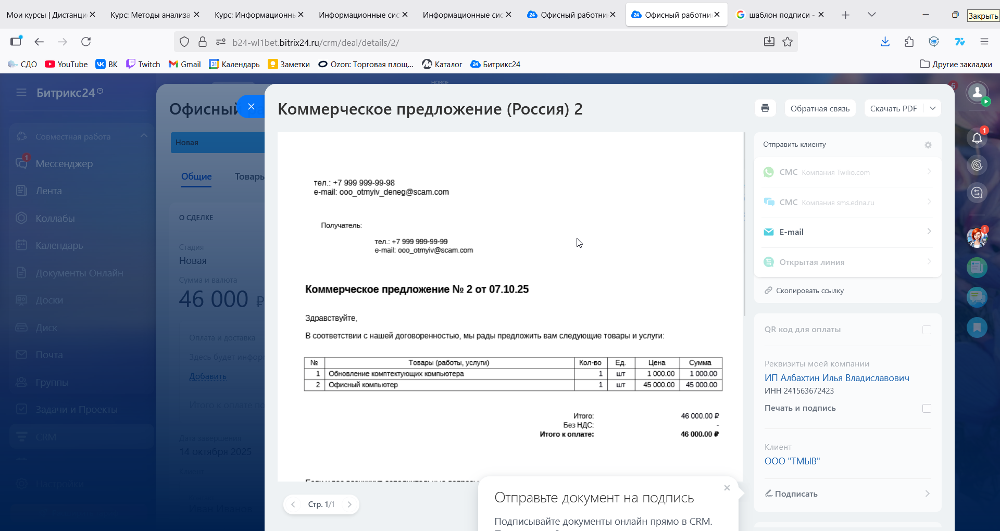 Мои курсы | Дистанци
Курс: Методы анализа
Курс: Информационнь
Информационные сис
Информационные сис
Офисный работни
Офисный работни
шаблон подписи -
Закрыть
b24-wl1bet.bitrix24.ru/crm/deal/details/2/
СДО
YouTube
ВК
Twitch
Gmail
Календарь
Заметки
Ozon: Торговая площ...
Каталог
Битрикс24
Другие закладки
Битрикс24
Совместная работа
Мессенджер
1
Лента
Коллабы
Календарь
Документы Онлайн
Доски
Диск
Почта
Группы
Задачи и Проекты
CRM
Настройки
НОВОЕ
Офисный
Новая
Общие
Товары
О СДЕЛКЕ
Стадия
Новая
Сумма и валюта
46 000 ₽
Оплата и доставка
Здесь будет инфор
Добавить
Итого к оплате по
Дата завершения
14 октября 2025
Клиент
Иван Иванов
Коммерческое предложение (Россия) 2
Обратная связь
Скачать PDF
тел.: +7 999 999-99-98
e-mail: ooo_otmyiv_deneg@scam.com
Получатель:
тел.: +7 999 999-99-99
e-mail: ooo_otmyiv@scam.com
Коммерческое предложение № 2 от 07.10.25
Здравствуйте,
В соответствии с нашей договоренностью, мы рады предложить вам следующие товары и услуги:
№ Товары (работы, услуги) Кол-во Ед. Цена Сумма
1 Обновление комптектующих компьютера 1 шт 1 000.00 1 000.00
2 Офисный компьютер 1 шт 45 000.00 45 000.00
Итого: 46 000.00 ₽
Без НДС: -
Итого к оплате: 46 000.00 ₽
Стр. 1/1
Отправьте документ на подпись
Подписывайте документы онлайн прямо в CRM.
Отправить клиенту
СМС Компания Twilio.com
СМС Компания sms.edna.ru
E-mail
Открытая линия
Скопировать ссылку
QR код для оплаты
Реквизиты моей компании
ИП Албахтин Илья Владиславович
ИНН 241563672423
Печать и подпись
Клиент
ООО "ТМЫВ"
Подписать
6
1
1